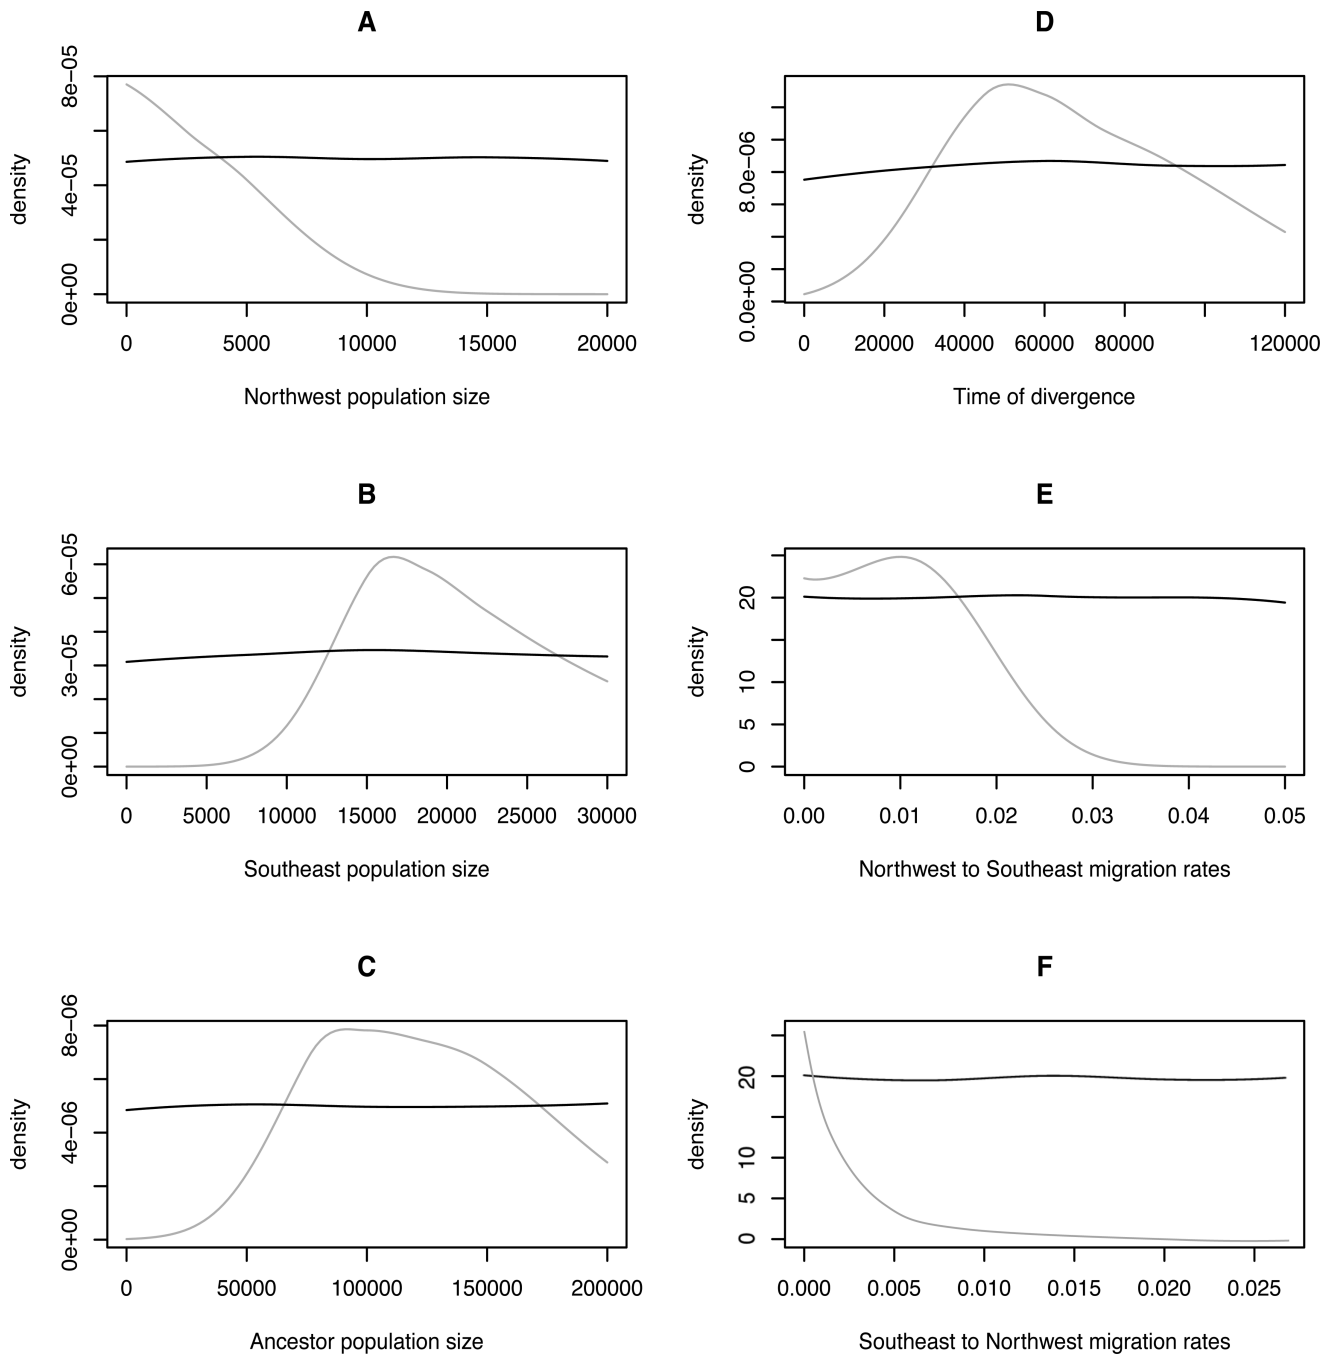 A
density
8e−05
4e−05
0e+00
0 5000 10000 15000 20000
Northwest population size
D
density
8.0e−06
0.0e+00
0 20000 40000 60000 80000 120000
Time of divergence
B
density
6e−05
3e−05
0e+00
0 5000 10000 15000 20000 25000 30000
Southeast population size
E
density
20
10
5
0
0.00 0.01 0.02 0.03 0.04 0.05
Northwest to Southeast migration rates
C
density
8e−06
4e−06
0e+00
0 50000 100000 150000 200000
Ancestor population size
F
density
20
10
5
0
0.000 0.005 0.010 0.015 0.020 0.025
Southeast to Northwest migration rates